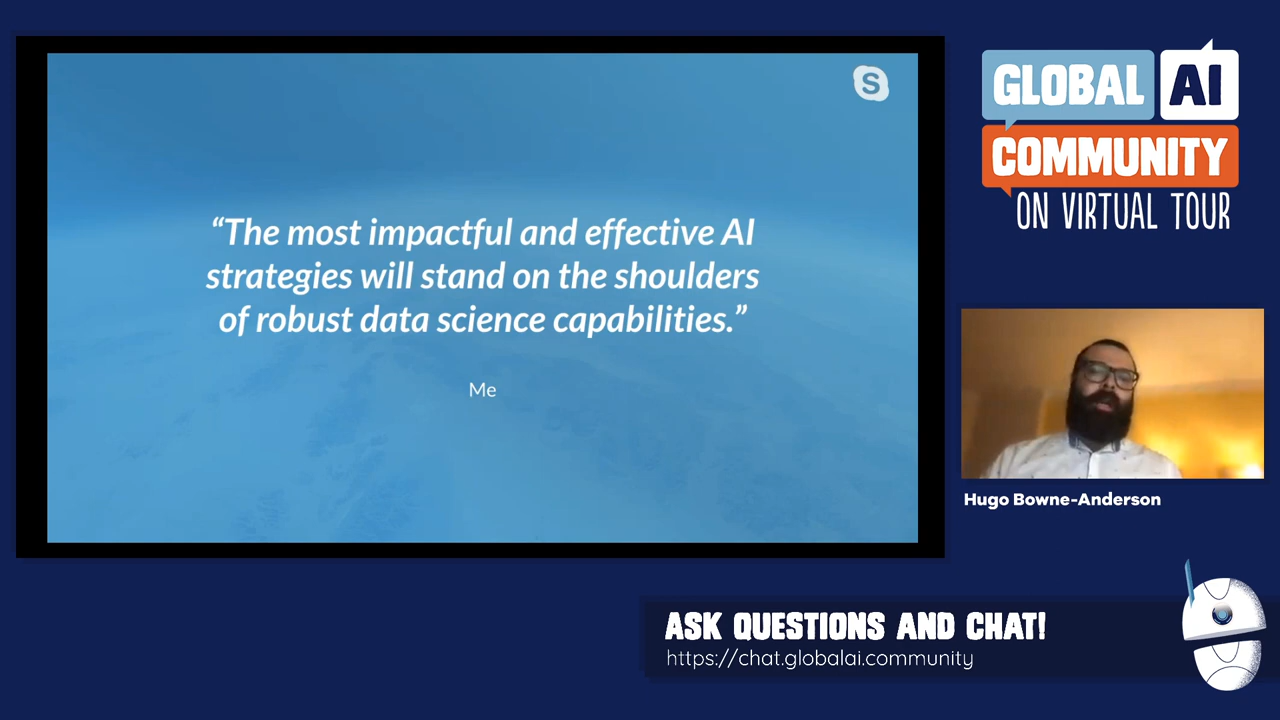 “The most impactful and effective AI
strategies will stand on the shoulders
of robust data science capabilities.”
Me
S
GLOBAL AI
COMMUNITY
ON VIRTUAL TOUR
Hugo Bowne-Anderson
ASK QUESTIONS AND CHAT!
https://chat.globalai.community